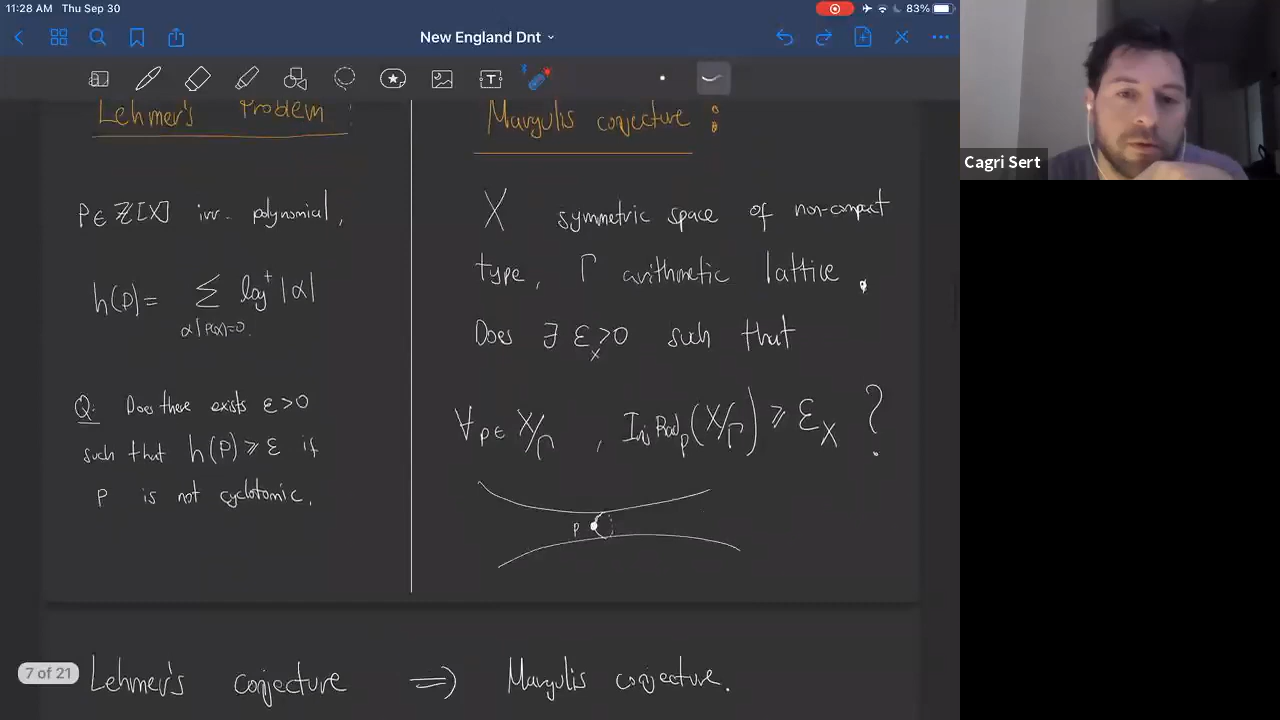 11:28 AM Thu Sep 30
83%
New England Dnt
Lehmer's Problem :
P ∈ ℤ[X] irr. polynomial,
h(P) = ∑ log⁺ |α|
α | P(α)=0.
Q: Does there exists ε>0
such that h(P) ⩾ ε if
P is not cyclotomic.
Margulis conjecture :
X symmetric space of non-compact
type, Γ arithmetic lattice.
Does ∃ ε_X >0 such that
∀ p ∈ X/Γ , InjRad_p (X/Γ) ⩾ ε_X ?
P
7 of 21
Lehmer's conjecture ⇒ Margulis conjecture.
Cagri Sert